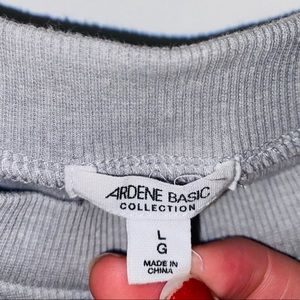 ARDENE BASIC
COLLECTION
L
G
MADE IN
CHINA